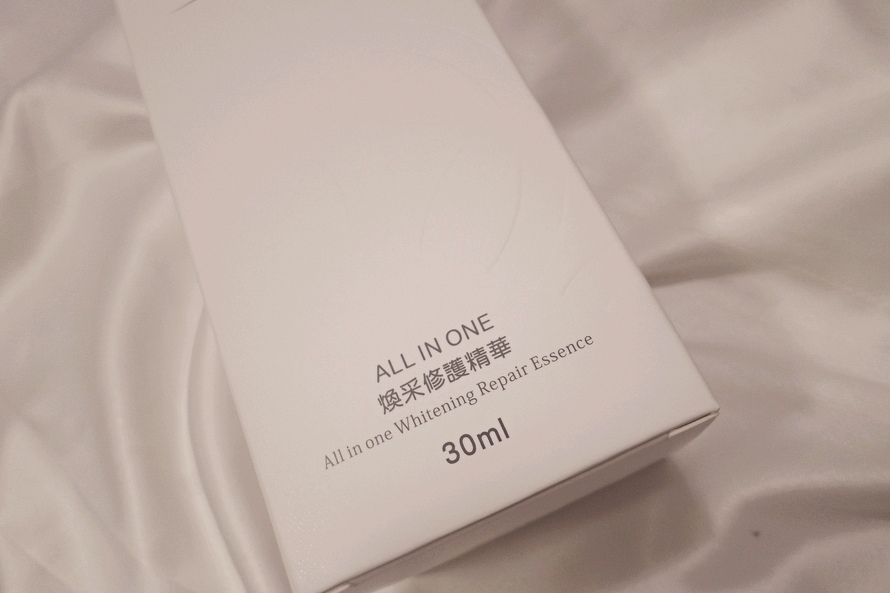 ALL IN ONE
煥采修護精華
All in one Whitening Repair Essence
30ml